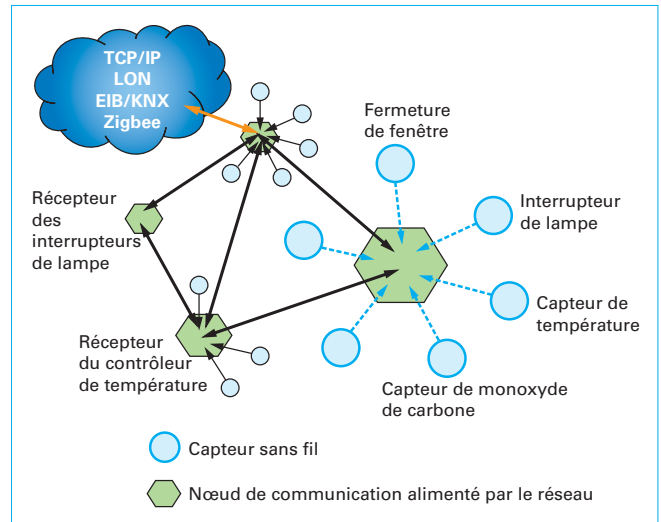 TCP/IP
LON
EIB/KNX
Zigbee
Fermeture
de fenêtre
Récepteur
des
interrupteurs
de lampe
Interrupteur
de lampe
Capteur de
température
Récepteur
du contrôleur
de température
Capteur de monoxyde
de carbone
Capteur sans fil
Nœud de communication alimenté par le réseau